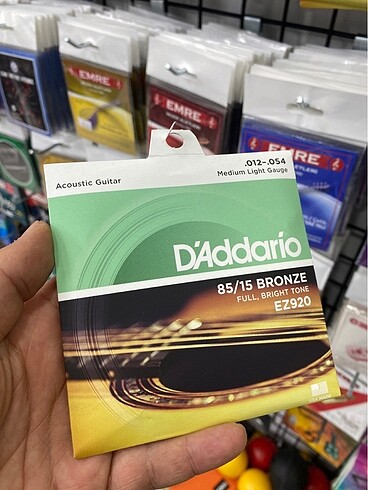 EMRE
EMRE
EMRE
Acoustic Guitar
.012-.054
Medium Light Gauge
D'Addario
85/15 BRONZE
FULL, BRIGHT TONE
EZ920